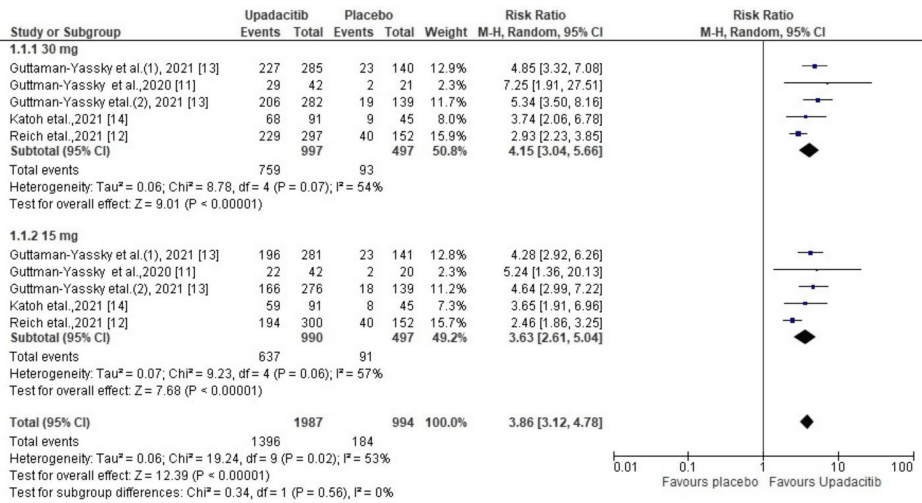 Upadacitib Placebo Risk Ratio Risk Ratio
Study or Subgroup Events Total Events Total Weight M-H, Random, 95% CI M-H, Random, 95% CI
1.1.1 30 mg
Guttaman-Yassky et al.(1), 2021 [13] 227 285 23 140 12.9% 4.85 [3.32, 7.08]
Guttman-Yassky et al.,2020 [11] 29 42 2 21 2.3% 7.25 [1.91, 27.51]
Guttman-Yassky etal.(2), 2021 [13] 206 282 19 139 11.7% 5.34 [3.50, 8.16]
Katoh etal.,2021 [14] 68 91 9 45 8.0% 3.74 [2.06, 6.78]
Reich etal.,2021 [12] 229 297 40 152 15.9% 2.93 [2.23, 3.85]
Subtotal (95% CI) 997 497 50.8% 4.15 [3.04, 5.66]
Total events 759 93
Heterogeneity: Tau² = 0.06; Chi² = 8.78, df = 4 (P = 0.07); I² = 54%
Test for overall effect: Z = 9.01 (P < 0.00001)
1.1.2 15 mg
Guttaman-Yassky et al.(1), 2021 [13] 196 281 23 141 12.8% 4.28 [2.92, 6.26]
Guttman-Yassky et al.,2020 [11] 22 42 2 20 2.3% 5.24 [1.36, 20.13]
Guttman-Yassky etal.(2), 2021 [13] 166 276 18 139 11.2% 4.64 [2.99, 7.22]
Katoh etal.,2021 [14] 59 91 8 45 7.3% 3.65 [1.91, 6.96]
Reich etal.,2021 [12] 194 300 40 152 15.7% 2.46 [1.86, 3.25]
Subtotal (95% CI) 990 497 49.2% 3.63 [2.61, 5.04]
Total events 637 91
Heterogeneity: Tau² = 0.07; Chi² = 9.23, df = 4 (P = 0.06); I² = 57%
Test for overall effect: Z = 7.68 (P < 0.00001)
Total (95% CI) 1987 994 100.0% 3.86 [3.12, 4.78]
Total events 1396 184
Heterogeneity: Tau² = 0.06; Chi² = 19.24, df = 9 (P = 0.02); I² = 53%
Test for overall effect: Z = 12.39 (P < 0.00001)
Test for subgroup differences: Chi² = 0.34, df = 1 (P = 0.56), I² = 0%
0.01 0.1 1 10 100
Favours placebo Favours Upadacitib